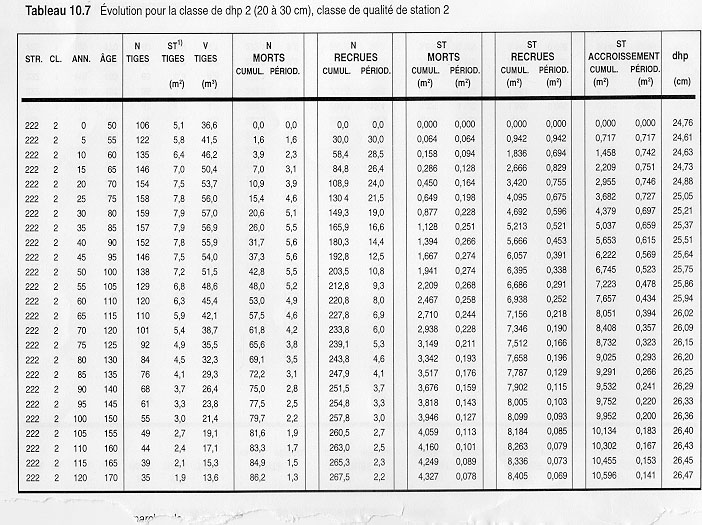 Tableau 10.7 Évolution pour la classe de dhp 2 (20 à 30 cm), classe de qualité de station 2
N ST1) V N N ST ST ST
STR. CL. ANN. ÂGE TIGES TIGES TIGES MORTS RECRUES MORTS RECRUES ACCROISSEMENT dhp
CUMUL. PÉRIOD. CUMUL. PÉRIOD. CUMUL. PÉRIOD. CUMUL. PÉRIOD. CUMUL. PÉRIOD.
(m²) (m³) (m²) (m²) (m²) (m²) (m²) (m²) (cm)
222 2 0 50 106 5,1 36,6 0,0 0,0 0,0 0,0 0,000 0,000 0,000 0,000 0,000 0,000 24,76
222 2 5 55 122 5,8 41,5 1,6 1,6 30,0 30,0 0,064 0,064 0,942 0,942 0,717 0,717 24,61
222 2 10 60 135 6,4 46,2 3,9 2,3 58,4 28,5 0,158 0,094 1,836 0,694 1,458 0,742 24,63
222 2 15 65 146 7,0 50,4 7,0 3,1 84,8 26,4 0,286 0,128 2,666 0,829 2,209 0,751 24,73
222 2 20 70 154 7,5 53,7 10,9 3,9 108,9 24,0 0,450 0,164 3,420 0,755 2,955 0,746 24,88
222 2 25 75 158 7,8 56,0 15,4 4,6 130 4 21,5 0,649 0,198 4,095 0,675 3,682 0,727 25,05
222 2 30 80 159 7,9 57,0 20,6 5,1 149,3 19,0 0,877 0,228 4,692 0,596 4,379 0,697 25,21
222 2 35 85 157 7,9 56,9 26,0 5,5 165,9 16,6 1,128 0,251 5,213 0,521 5,037 0,659 25,37
222 2 40 90 152 7,8 55,9 31,7 5,6 180,3 14,4 1,394 0,266 5,666 0,453 5,653 0,615 25,51
222 2 45 95 146 7,5 54,0 37,3 5,6 192,8 12,5 1,667 0,274 6,057 0,391 6,222 0,569 25,64
222 2 50 100 138 7,2 51,5 42,8 5,5 203,5 10,8 1,941 0,274 6,395 0,338 6,745 0,523 25,75
222 2 55 105 129 6,8 48,6 48,0 5,2 212,8 9,3 2,209 0,268 6,686 0,291 7,223 0,478 25,86
222 2 60 110 120 6,3 45,4 53,0 4,9 220,8 8,0 2,467 0,258 6,938 0,252 7,657 0,434 25,94
222 2 65 115 110 5,9 42,1 57,5 4,6 227,8 6,9 2,710 0,244 7,156 0,218 8,051 0,394 26,02
222 2 70 120 101 5,4 38,7 61,8 4,2 233,8 6,0 2,938 0,228 7,346 0,190 8,408 0,357 26,09
222 2 75 125 92 4,9 35,5 65,6 3,8 239,1 5,3 3,149 0,211 7,512 0,166 8,732 0,323 26,15
222 2 80 130 84 4,5 32,3 69,1 3,5 243,8 4,6 3,342 0,193 7,658 0,196 9,025 0,293 26,20
222 2 85 135 76 4,1 29,3 72,2 3,1 247,9 4,1 3,517 0,176 7,787 0,129 9,291 0,266 26,25
222 2 90 140 68 3,7 26,4 75,0 2,8 251,5 3,7 3,676 0,159 7,902 0,115 9,532 0,241 26,29
222 2 95 145 61 3,3 23,8 77,5 2,5 254,8 3,3 3,818 0,143 8,005 0,103 9,752 0,220 26,33
222 2 100 150 55 3,0 21,4 79,7 2,2 257,8 3,0 3,946 0,127 8,099 0,093 9,952 0,200 26,36
222 2 105 155 49 2,7 19,1 81,6 1,9 260,5 2,7 4,059 0,113 8,184 0,085 10,134 0,183 26,40
222 2 110 160 44 2,4 17,1 83,3 1,7 263,0 2,5 4,160 0,101 8,263 0,079 10,302 0,167 26,43
222 2 115 165 39 2,1 15,3 84,9 1,5 265,3 2,3 4,249 0,089 8,336 0,073 10,455 0,153 26,45
222 2 120 170 35 1,9 13,6 86,2 1,3 267,5 2,2 4,327 0,078 8,405 0,069 10,596 0,141 26,47